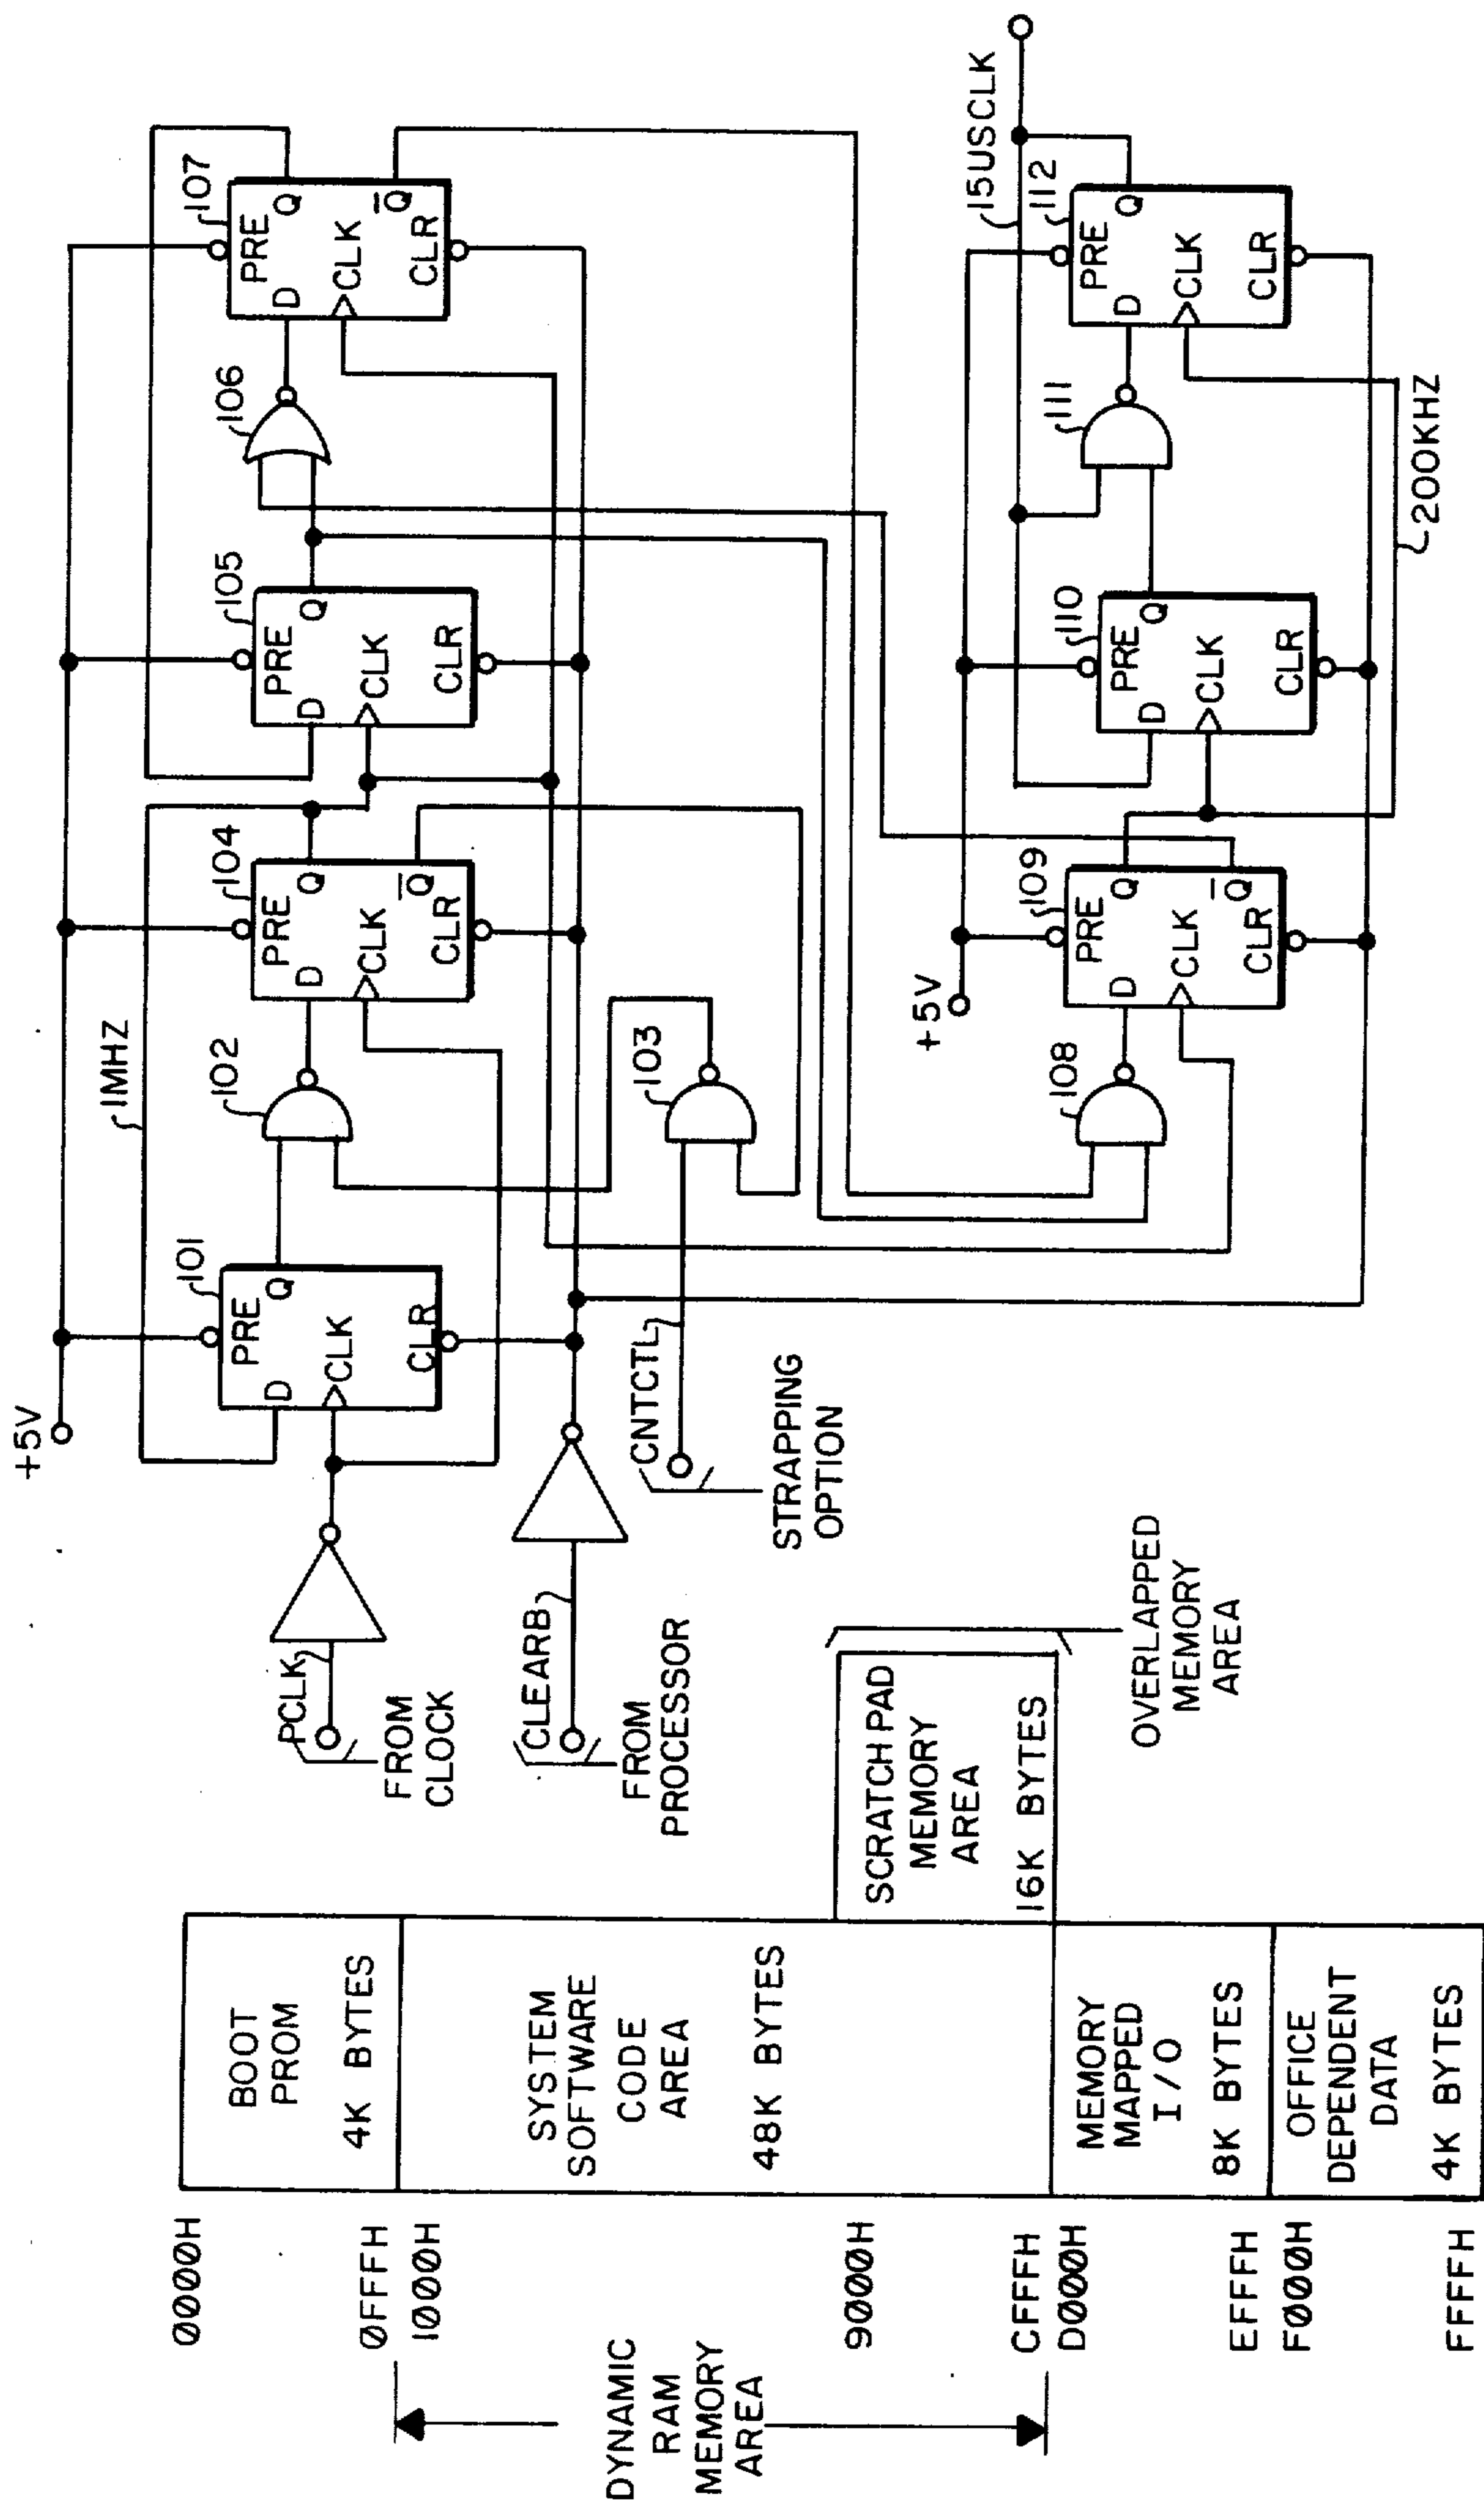 +5V
1MHZ
101
PRE
D
Q
CLK
CLR
102
104
PRE
D
Q
CLK
Q
CLR
105
PRE
D
Q
CLK
CLR
106
107
PRE
D
Q
CLK
Q
CLR
PCLK
FROM
CLOCK
CLEARB
FROM
PROCESSOR
CNTCTL
STRAPPING
OPTION
103
+5V
108
109
PRE
D
Q
CLK
Q
CLR
110
PRE
D
Q
CLK
CLR
111
15USCLK
112
PRE
D
Q
CLK
CLR
200KHZ
0000H
0FFFH
1000H
9000H
CFFFH
D000H
EFFFH
F000H
FFFFH
DYNAMIC
RAM
MEMORY
AREA
BOOT
PROM
4K BYTES
SYSTEM
SOFTWARE
CODE
AREA
48K BYTES
MEMORY
MAPPED
I/O
8K BYTES
OFFICE
DEPENDENT
DATA
4K BYTES
SCRATCH PAD
MEMORY
AREA
16K BYTES
OVERLAPPED
MEMORY
AREA